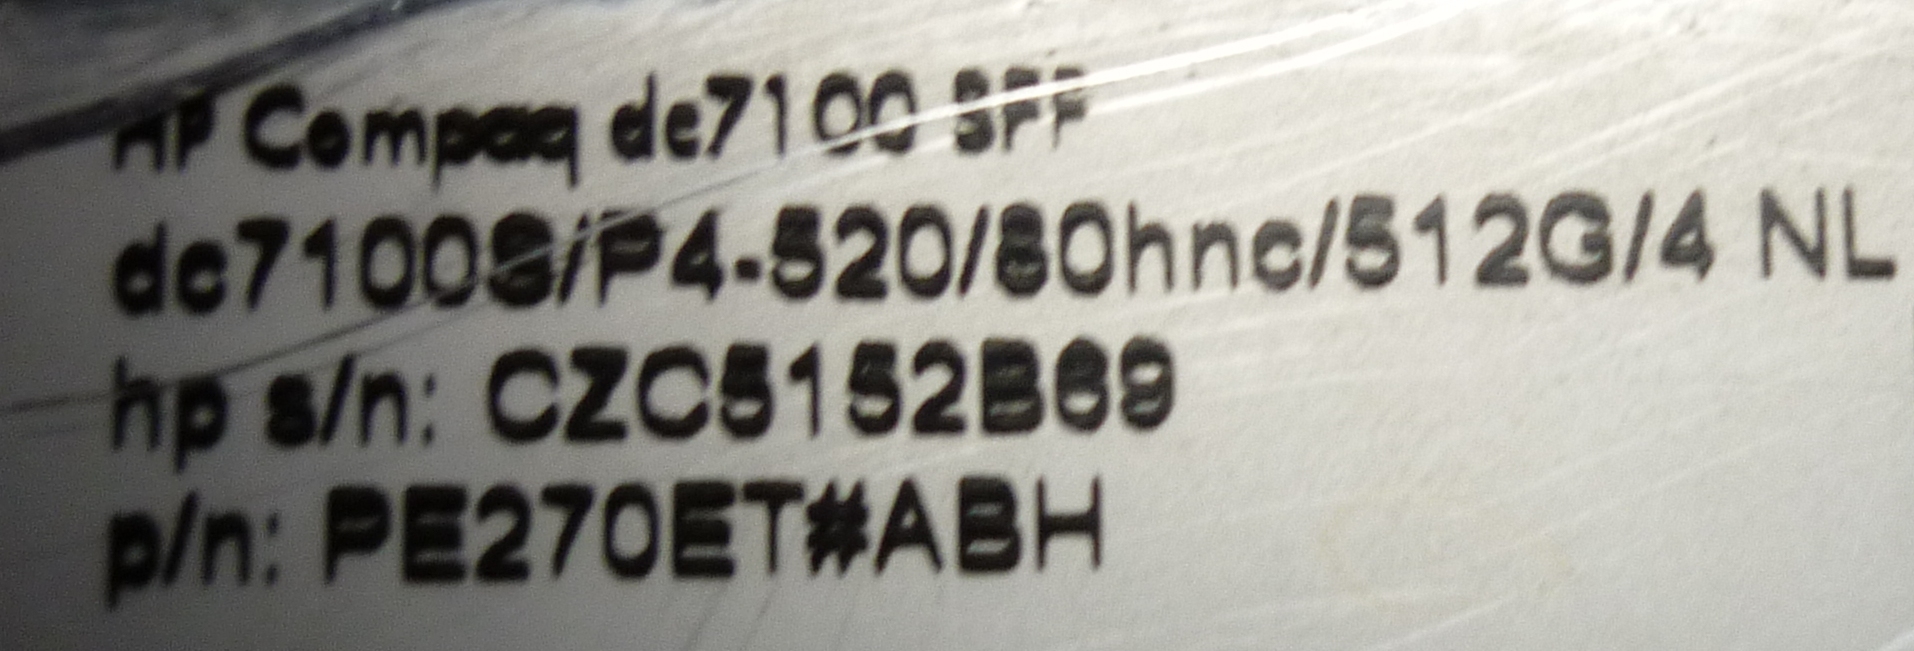 HP Compaq dc7100 SFF
dc7100S/P4-520/80hnc/512G/4 NL
hp s/n: CZC5152B69
p/n: PE270ET#ABH